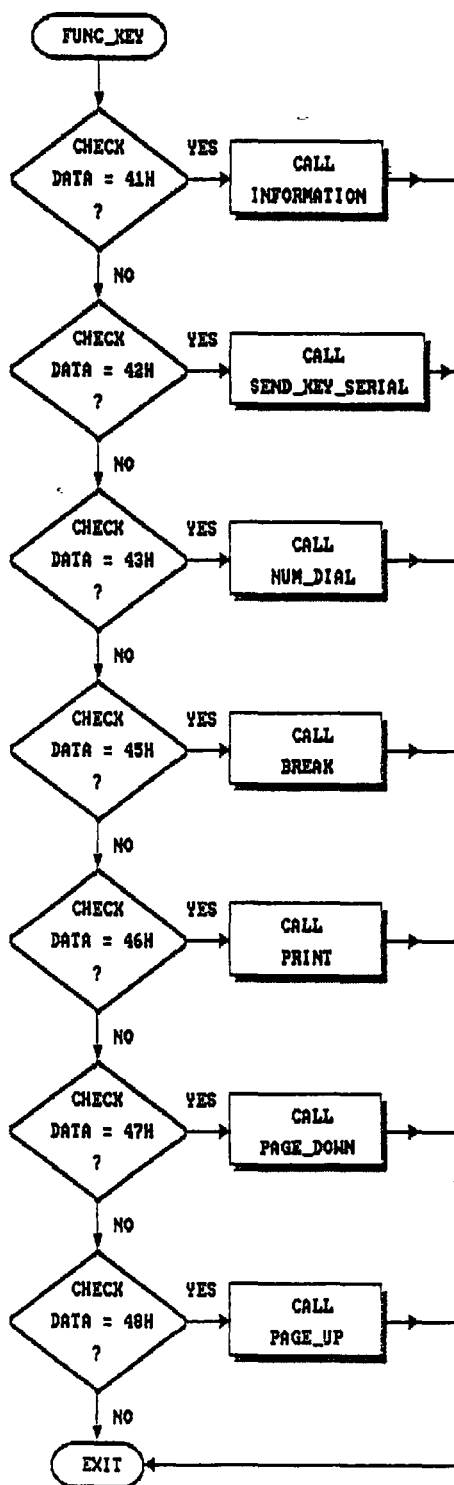 FUNC_KEY
CHECK
DATA = 41H
?
YES
CALL
INFORMATION
NO
CHECK
DATA = 42H
?
YES
CALL
SEND_KEY_SERIAL
NO
CHECK
DATA = 43H
?
YES
CALL
NUM_DIAL
NO
CHECK
DATA = 45H
?
YES
CALL
BREAK
NO
CHECK
DATA = 46H
?
YES
CALL
PRINT
NO
CHECK
DATA = 47H
?
YES
CALL
PAGE_DOWN
NO
CHECK
DATA = 48H
?
YES
CALL
PAGE_UP
NO
EXIT